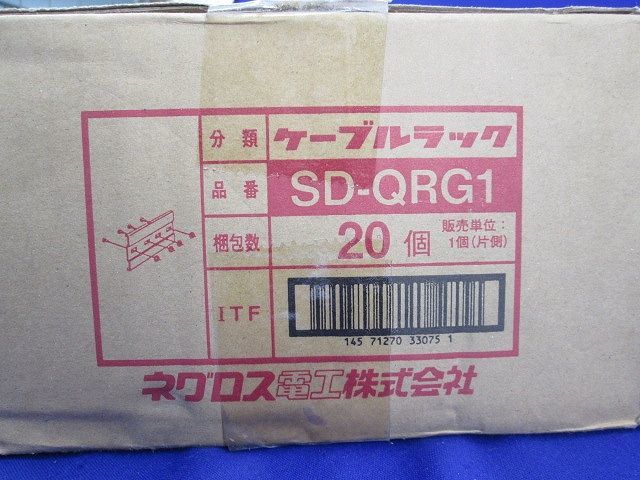 分類 ケーブルラック
品番 SD-QRG1
梱包数 20個 販売単位：
1個(片側)
ITF
145 71270 33075 1
ネグロス電工株式会社